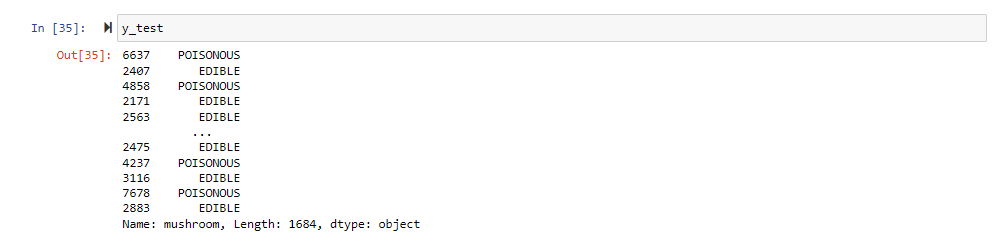 In [35]: y_test
Out[35]: 6637    POISONOUS
2407       EDIBLE
4858    POISONOUS
2171       EDIBLE
2563       EDIBLE
...
2475       EDIBLE
4237    POISONOUS
3116       EDIBLE
7678    POISONOUS
2883       EDIBLE
Name: mushroom, Length: 1684, dtype: object